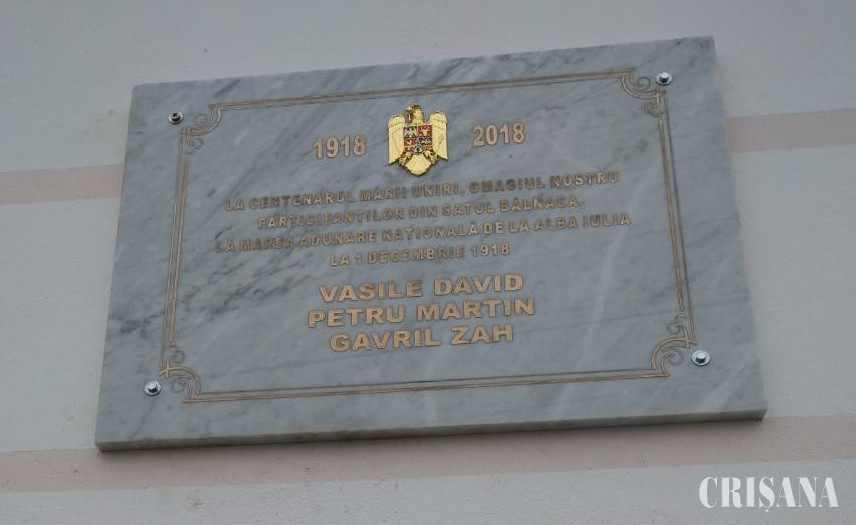 1918 2018
LA CENTENARUL MARII UNIRI, OMAGIUL NOSTRU
PARTICIPANȚILOR DIN SATUL BĂLNACA,
LA MAREA ADUNARE NAȚIONALĂ DE LA ALBA IULIA
LA 1 DECEMBRIE 1918
VASILE DAVID
PETRU MARTIN
GAVRIL ZAH
CRIȘANA